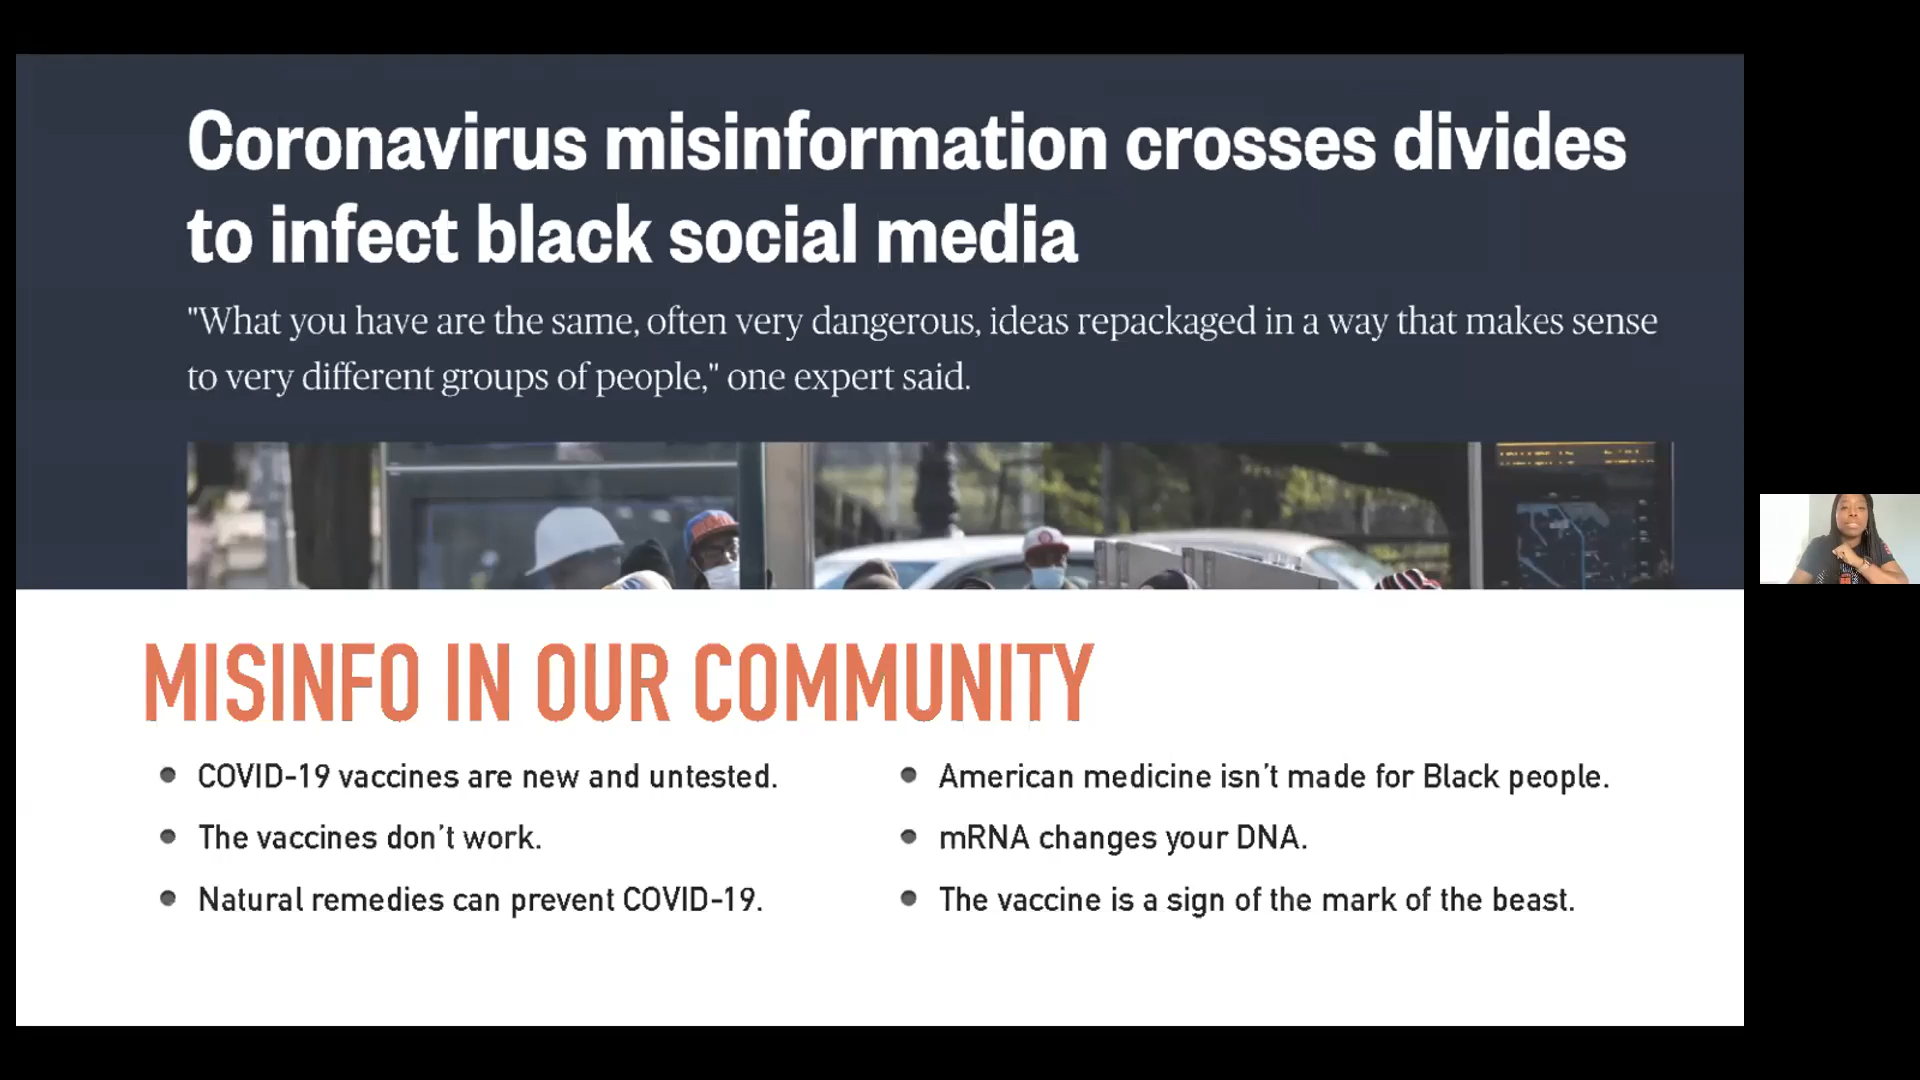 Coronavirus misinformation crosses divides
to infect black social media
"What you have are the same, often very dangerous, ideas repackaged in a way that makes sense
to very different groups of people," one expert said.
MISINFO IN OUR COMMUNITY
COVID-19 vaccines are new and untested.
The vaccines don't work.
Natural remedies can prevent COVID-19.
American medicine isn't made for Black people.
mRNA changes your DNA.
The vaccine is a sign of the mark of the beast.